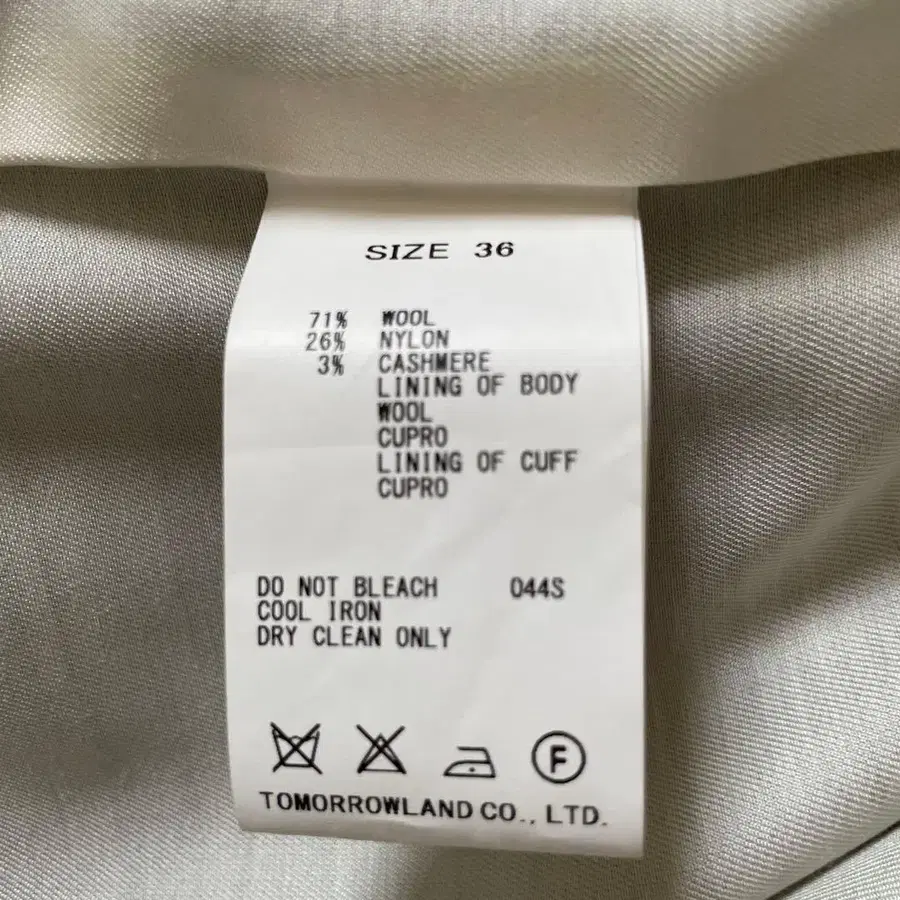 SIZE 36
71% WOOL
26% NYLON
3% CASHMERE
LINING OF BODY
WOOL
CUPRO
LINING OF CUFF
CUPRO
DO NOT BLEACH 044S
COOL IRON
DRY CLEAN ONLY
F
TOMORROWLAND CO., LTD.